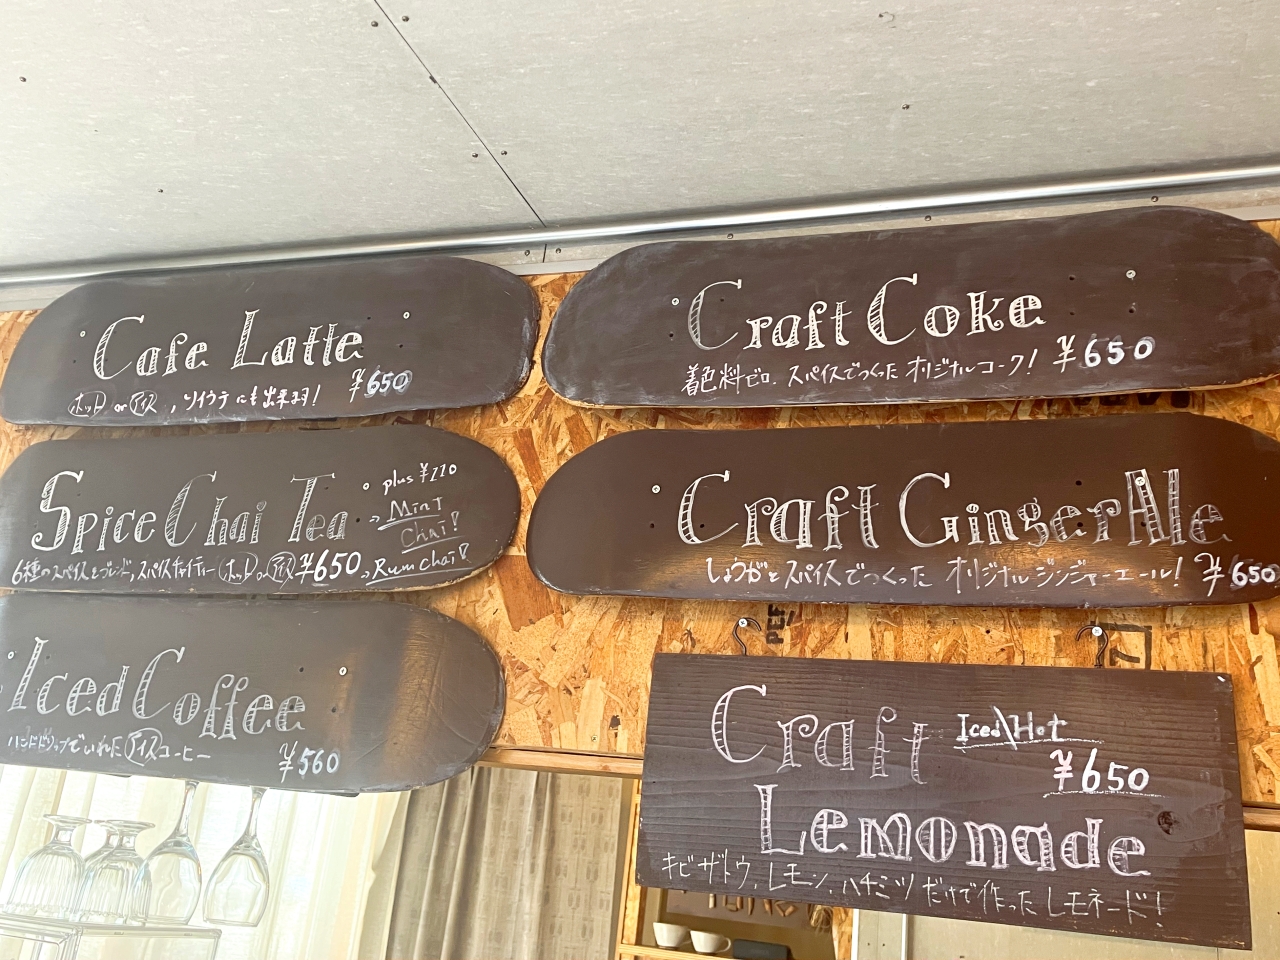 Cafe Latte
ホット or アイス, ソイラテにも出来ます! ¥650
Spice Chai Tea
plus ¥110
→ Mint
Chai!
6種のスパイスをブレンド,スパイスチャイティー ホット or アイス ¥650 → Rum chai!
Iced Coffee
ハンドドリップでいれたアイスコーヒー
¥560
Craft Coke
着色料ゼロ. スパイスでつくったオリジナルコーク! ¥650
Craft GingerAle
しょうがとスパイスでつくった オリジナルジンジャーエール! ¥650
Craft Iced/Hot
¥650
Lemonade
キビザトウ, レモン, ハチミツだけで作ったレモネード!